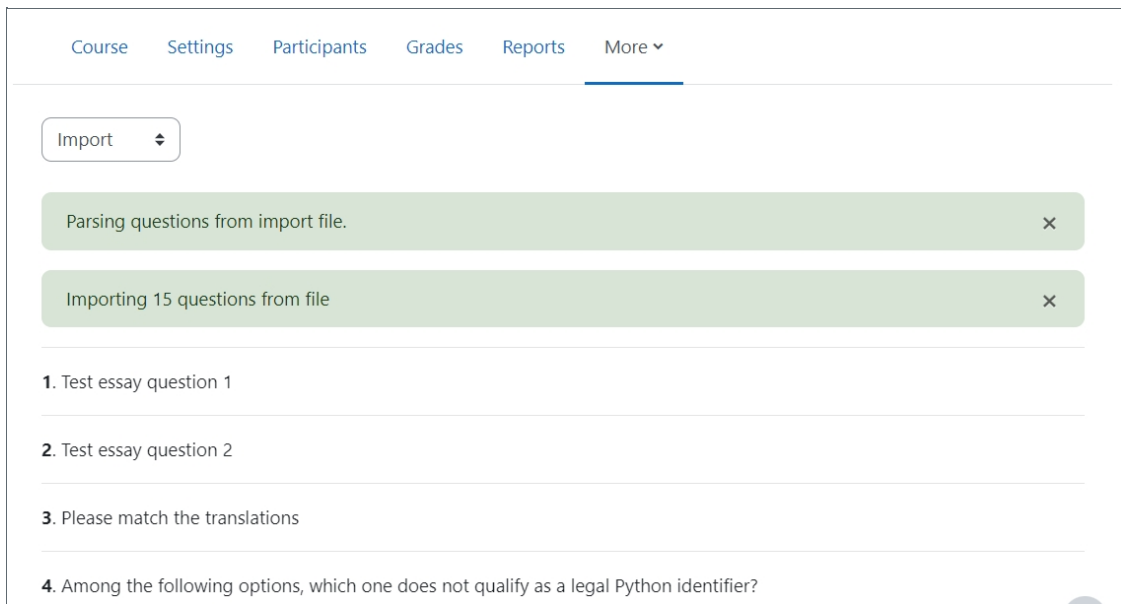 Course Settings Participants Grades Reports More
Import
Parsing questions from import file.
Importing 15 questions from file
1. Test essay question 1
2. Test essay question 2
3. Please match the translations
4. Among the following options, which one does not qualify as a legal Python identifier?